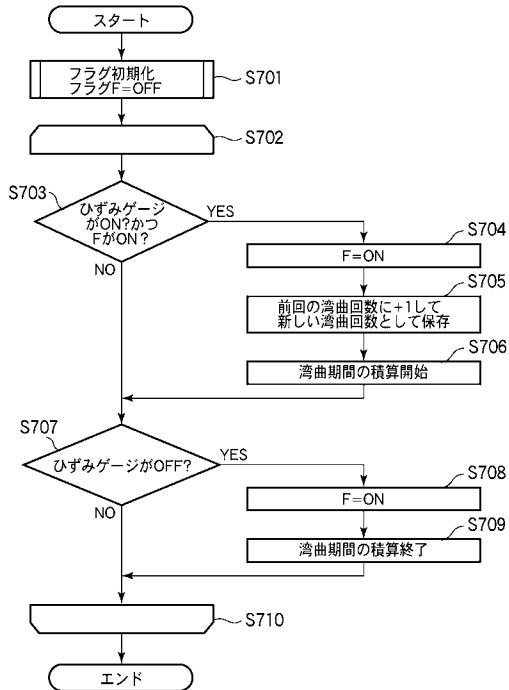 スタート
フラグ初期化
フラグF=OFF
S701
S702
S703
ひずみゲージ
がON?かつ
FがON?
YES
NO
S704
F=ON
S705
前回の湾曲回数に+1して
新しい湾曲回数として保存
S706
湾曲期間の積算開始
S707
ひずみゲージがOFF?
YES
NO
S708
F=ON
S709
湾曲期間の積算終了
S710
エンド